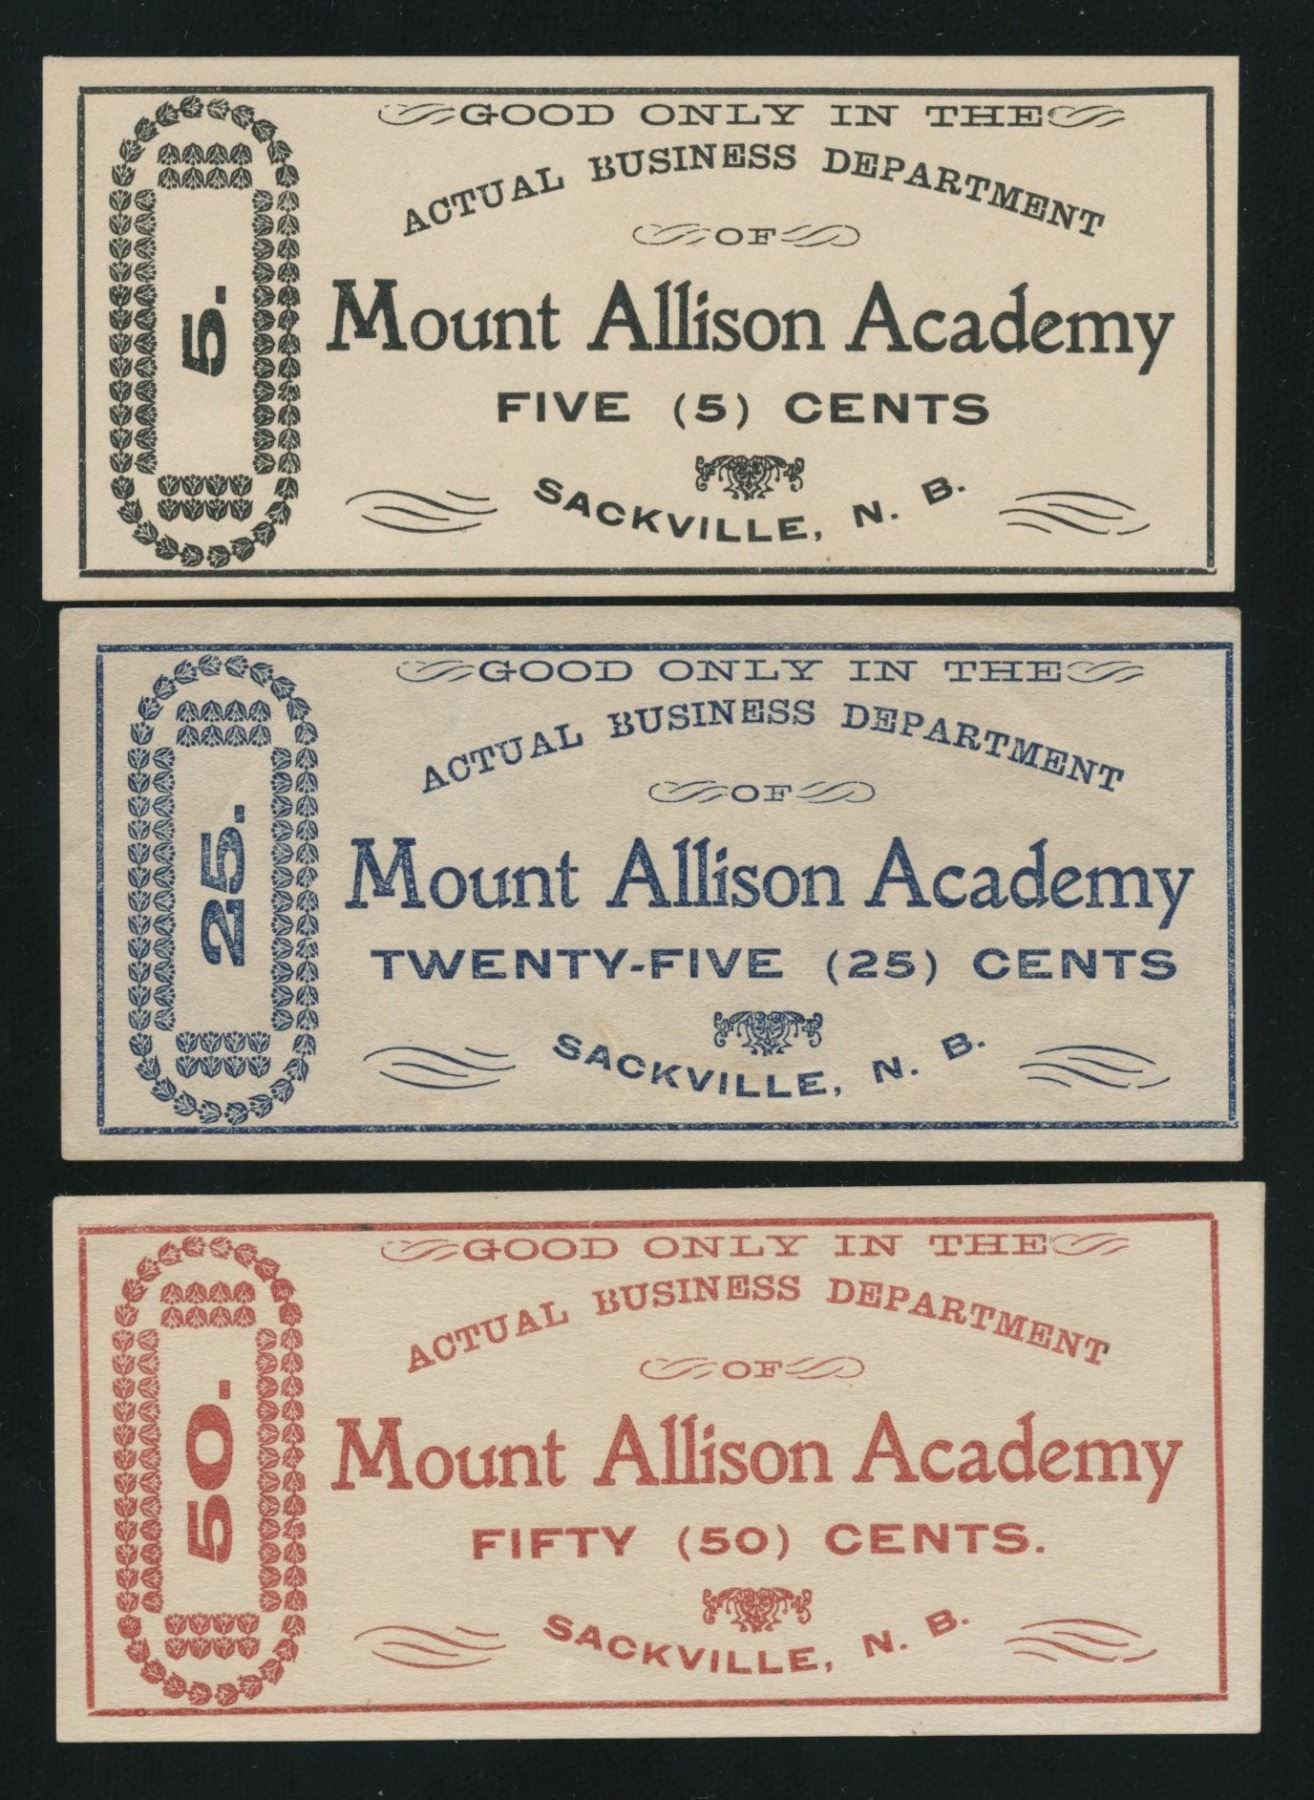 5.
GOOD ONLY IN THE
ACTUAL BUSINESS DEPARTMENT
OF
Mount Allison Academy
FIVE (5) CENTS
SACKVILLE, N. B.
25.
GOOD ONLY IN THE
ACTUAL BUSINESS DEPARTMENT
OF
Mount Allison Academy
TWENTY-FIVE (25) CENTS
SACKVILLE, N. B.
50.
GOOD ONLY IN THE
ACTUAL BUSINESS DEPARTMENT
OF
Mount Allison Academy
FIFTY (50) CENTS.
SACKVILLE, N. B.